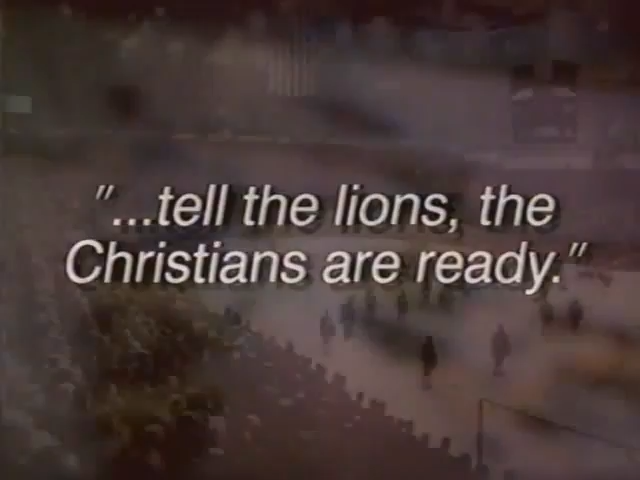 "...tell the lions, the
Christians are ready."